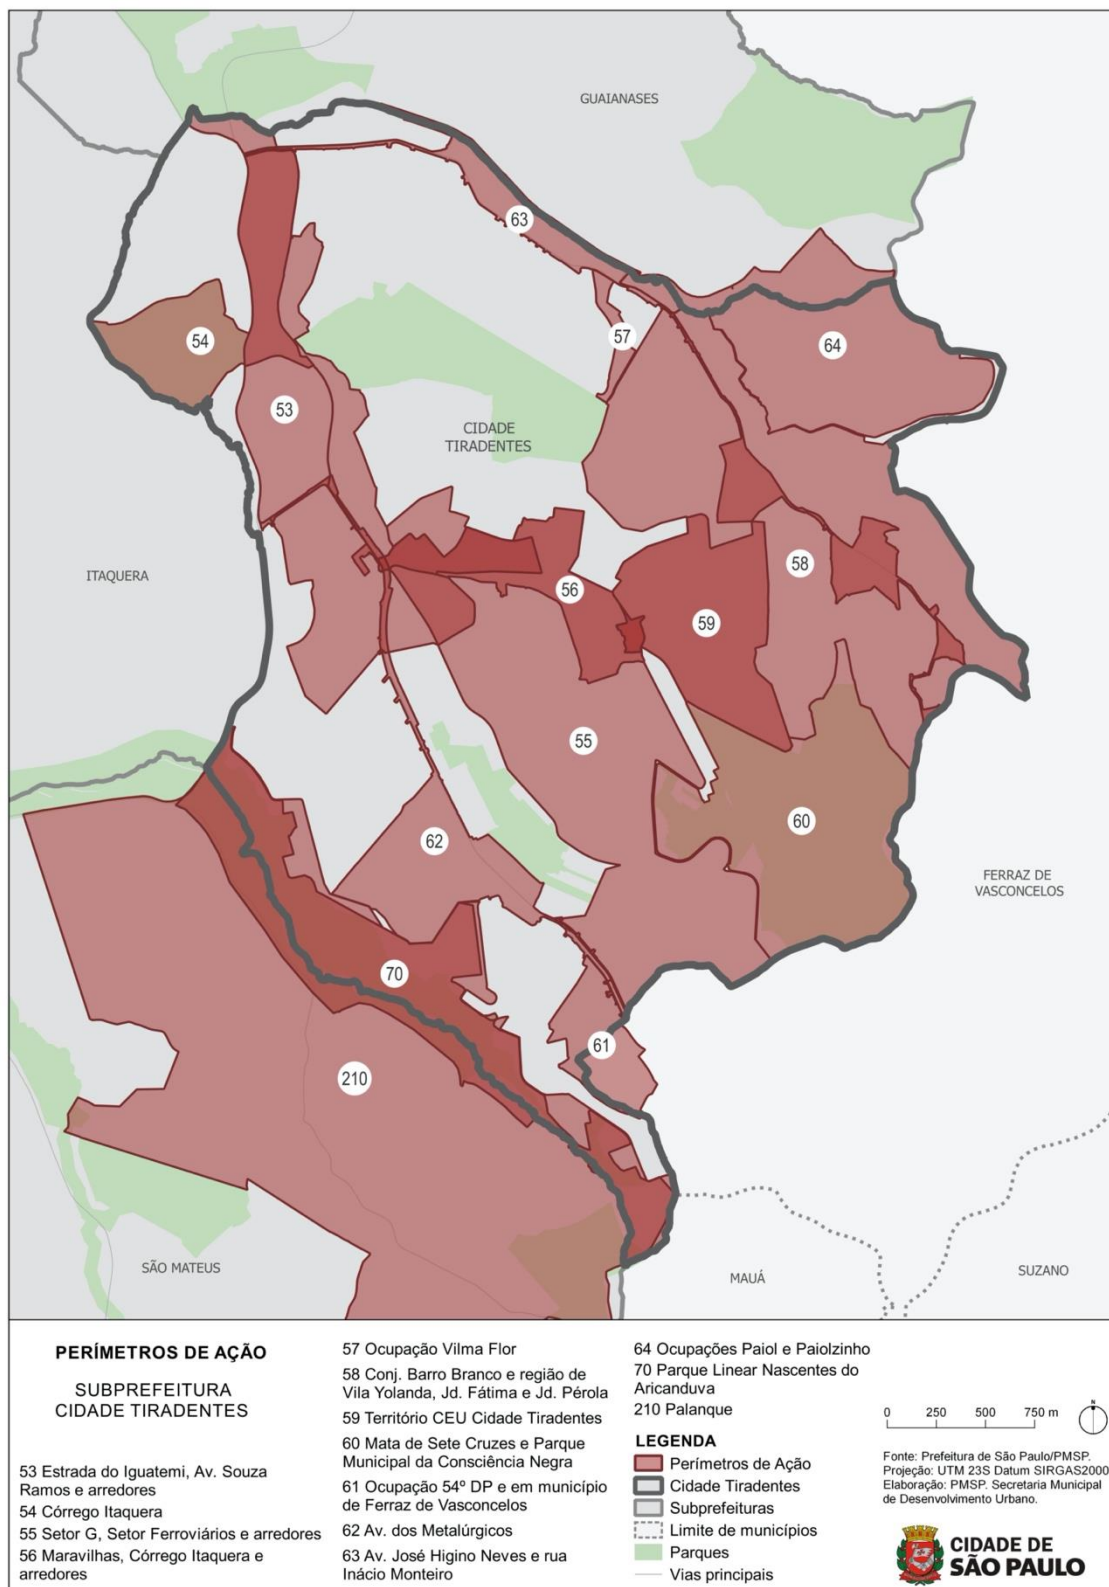 GUAIANASES
63
57
64
54
53
CIDADE
TIRADENTES
ITAQUERA
56
58
59
55
60
62
FERRAZ DE
VASCONCELOS
70
61
210
SÃO MATEUS
MAUÁ
SUZANO
PERÍMETROS DE AÇÃO
SUBPREFEITURA
CIDADE TIRADENTES
53 Estrada do Iguatemi, Av. Souza
Ramos e arredores
54 Córrego Itaquera
55 Setor G, Setor Ferroviários e arredores
56 Maravilhas, Córrego Itaquera e
arredores
57 Ocupação Vilma Flor
58 Conj. Barro Branco e região de
Vila Yolanda, Jd. Fátima e Jd. Pérola
59 Território CEU Cidade Tiradentes
60 Mata de Sete Cruzes e Parque
Municipal da Consciência Negra
61 Ocupação 54º DP e em município
de Ferraz de Vasconcelos
62 Av. dos Metalúrgicos
63 Av. José Higino Neves e rua
Inácio Monteiro
64 Ocupações Paiol e Paiolzinho
70 Parque Linear Nascentes do
Aricanduva
210 Palanque
LEGENDA
Perímetros de Ação
Cidade Tiradentes
Subprefeituras
Limite de municípios
Parques
Vias principais
0 250 500 750 m
N
Fonte: Prefeitura de São Paulo/PMSP.
Projeção: UTM 23S Datum SIRGAS2000
Elaboração: PMSP. Secretaria Municipal
de Desenvolvimento Urbano.
CIDADE DE
SÃO PAULO